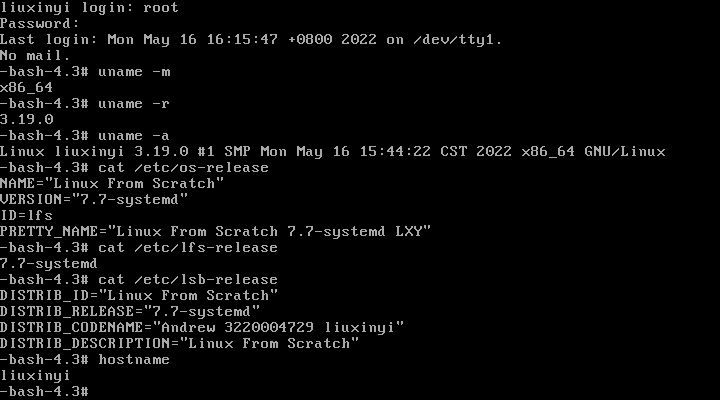 liuxinyi login: root
Password:
Last login: Mon May 16 16:15:47 +0800 2022 on /dev/tty1.
No mail.
-bash-4.3# uname -m
x86_64
-bash-4.3# uname -r
3.19.0
-bash-4.3# uname -a
Linux liuxinyi 3.19.0 #1 SMP Mon May 16 15:44:22 CST 2022 x86_64 GNU/Linux
-bash-4.3# cat /etc/os-release
NAME="Linux From Scratch"
VERSION="7.7-systemd"
ID=lfs
PRETTY_NAME="Linux From Scratch 7.7-systemd LXY"
-bash-4.3# cat /etc/lfs-release
7.7-systemd
-bash-4.3# cat /etc/lsb-release
DISTRIB_ID="Linux From Scratch"
DISTRIB_RELEASE="7.7-systemd"
DISTRIB_CODENAME="Andrew 3220004729 liuxinyi"
DISTRIB_DESCRIPTION="Linux From Scratch"
-bash-4.3# hostname
liuxinyi
-bash-4.3#